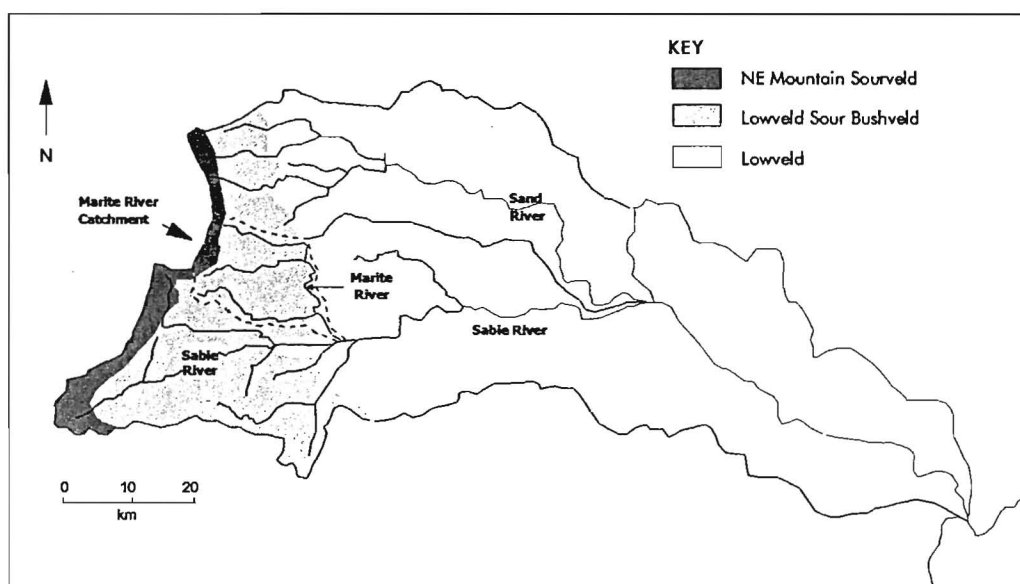 KEY
NE Mountain Sourveld
Lowveld Sour Bushveld
Lowveld
N
Marite River
Catchment
Sand
River
Marite
River
Sabie River
Sabie
River
0 10 20
km